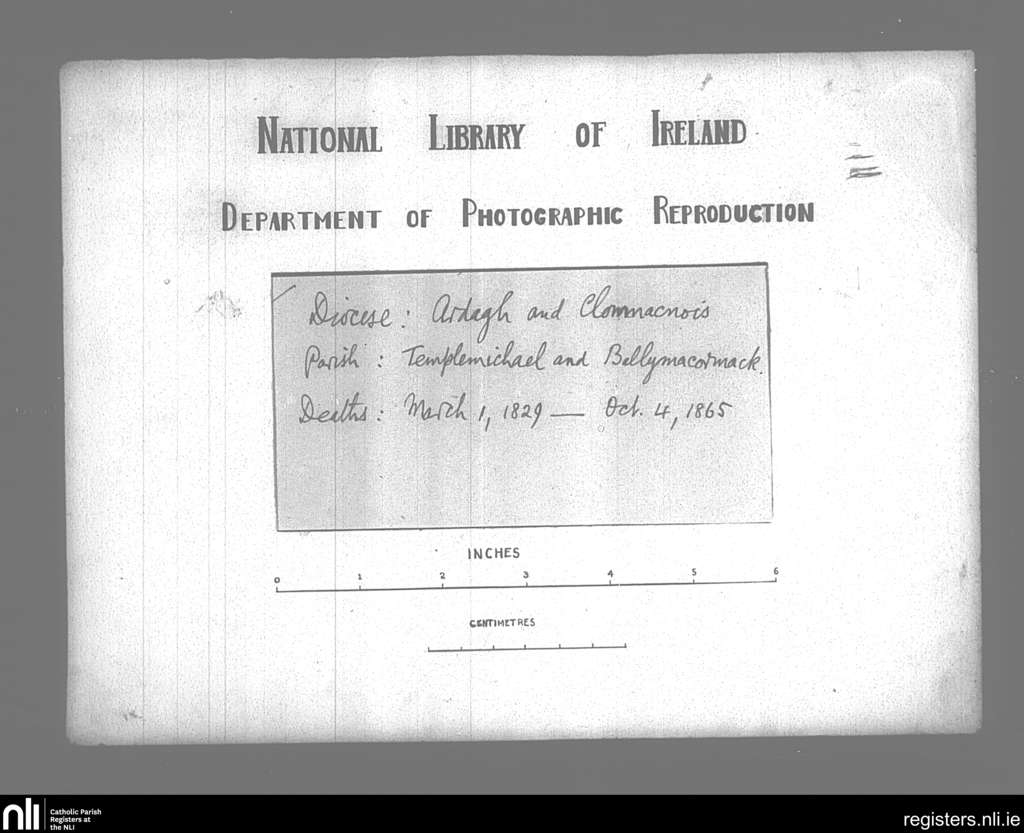 NATIONAL LIBRARY OF IRELAND
DEPARTMENT OF PHOTOGRAPHIC REPRODUCTION
Diocese: Ardagh and Clonmacnois
Parish: Templemichael and Ballymacormack.
Deaths: March 1, 1829 — Oct. 4, 1865
INCHES
0 1 2 3 4 5 6
CENTIMETRES
nli
Catholic Parish
Registers at
the NLI
registers.nli.ie